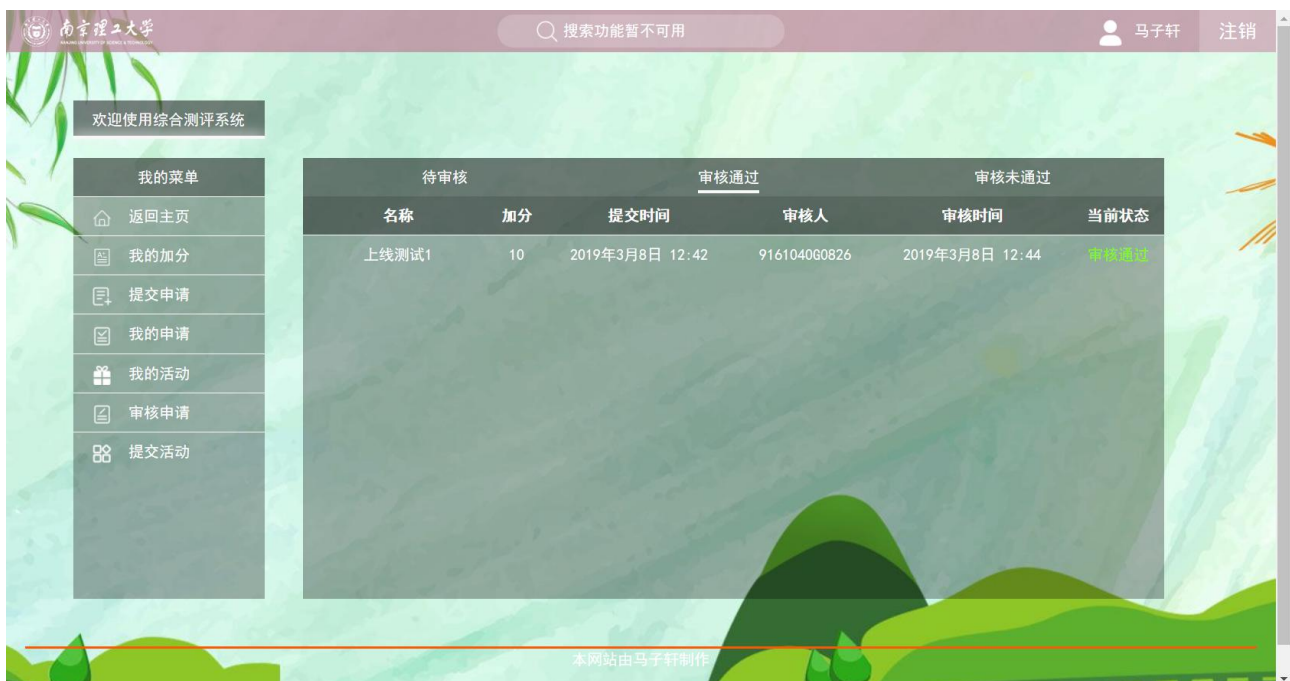 南京理工大学
NANJING UNIVERSITY OF SCIENCE & TECHNOLOGY
搜索功能暂不可用
马子轩 注销
欢迎使用综合测评系统
我的菜单
返回主页
我的加分
提交申请
我的申请
我的活动
审核申请
提交活动
待审核 审核通过 审核未通过
名称 加分 提交时间 审核人 审核时间 当前状态
上线测试1 10 2019年3月8日 12:42 916104000826 2019年3月8日 12:44 审核通过
本网站由马子轩制作